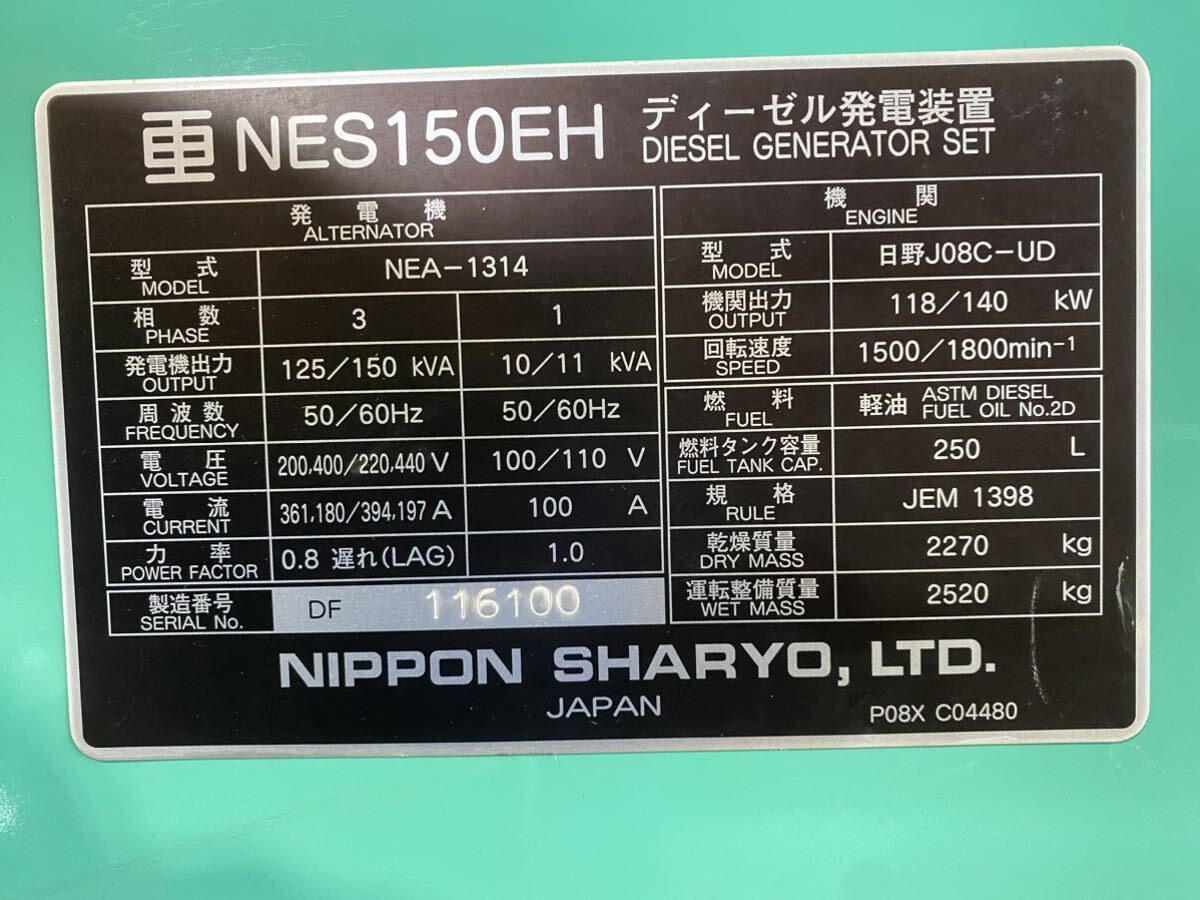 NES150EH
ディーゼル発電装置
DIESEL GENERATOR SET
発電機
ALTERNATOR
型式
MODEL
NEA-1314
相数
PHASE
3
1
発電機出力
OUTPUT
125/150 kVA
10/11 kVA
周波数
FREQUENCY
50/60Hz
50/60Hz
電圧
VOLTAGE
200,400/220,440 V
100/110 V
電流
CURRENT
361,180/394,197 A
100 A
力率
POWER FACTOR
0.8 遅れ(LAG)
1.0
製造番号
SERIAL No.
DF 116100
機関
ENGINE
型式
MODEL
日野J08C-UD
機関出力
OUTPUT
118/140 kW
回転速度
SPEED
1500/1800min-1
燃料
FUEL
軽油 ASTM DIESEL
FUEL OIL No.2D
燃料タンク容量
FUEL TANK CAP.
250 L
規格
RULE
JEM 1398
乾燥質量
DRY MASS
2270 kg
運転整備質量
WET MASS
2520 kg
NIPPON SHARYO, LTD.
JAPAN
P08X C04480